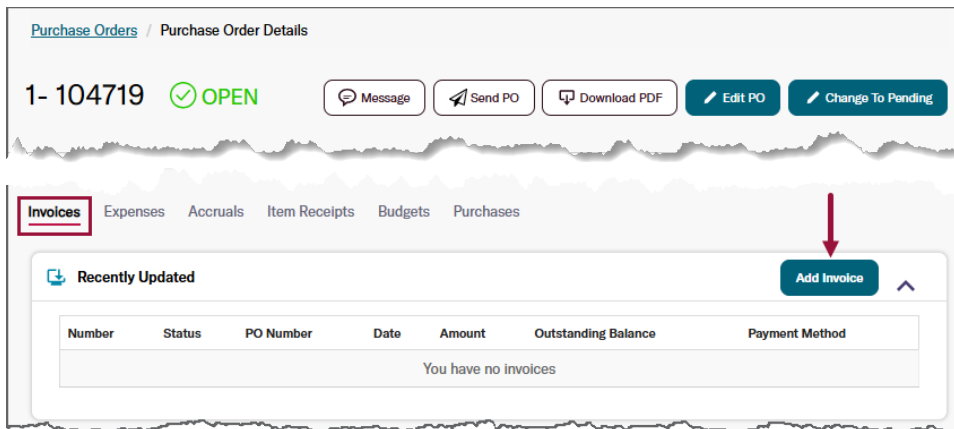 Purchase Orders / Purchase Order Details
1- 104719 OPEN Message Send PO Download PDF Edit PO Change To Pending
Invoices Expenses Accruals Item Receipts Budgets Purchases
Recently Updated Add Invoice
Number Status PO Number Date Amount Outstanding Balance Payment Method
You have no invoices